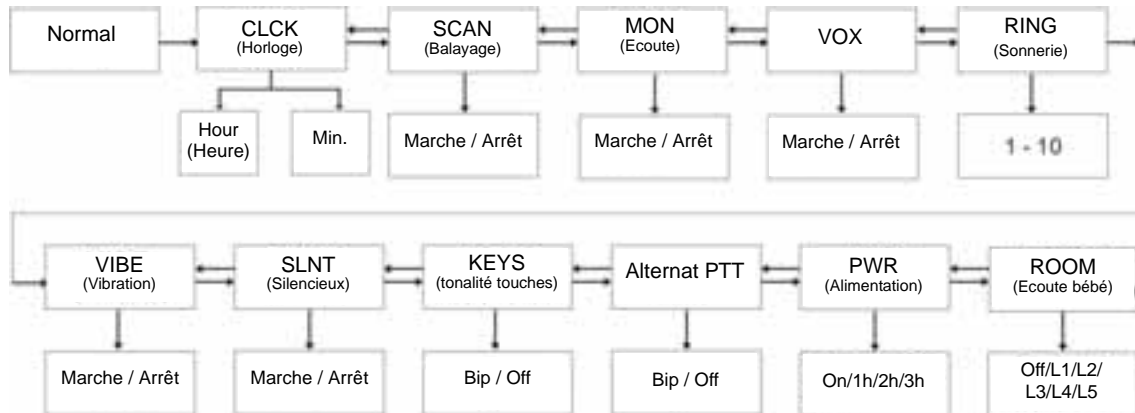 Normal
CLCK
(Horloge)
SCAN
(Balayage)
MON
(Ecoute)
VOX
RING
(Sonnerie)
Hour
(Heure)
Min.
Marche / Arrêt
Marche / Arrêt
Marche / Arrêt
1 - 10
VIBE
(Vibration)
SLNT
(Silencieux)
KEYS
(tonalité touches)
Alternat PTT
PWR
(Alimentation)
ROOM
(Ecoute bébé)
Marche / Arrêt
Marche / Arrêt
Bip / Off
Bip / Off
On/1h/2h/3h
Off/L1/L2/
L3/L4/L5